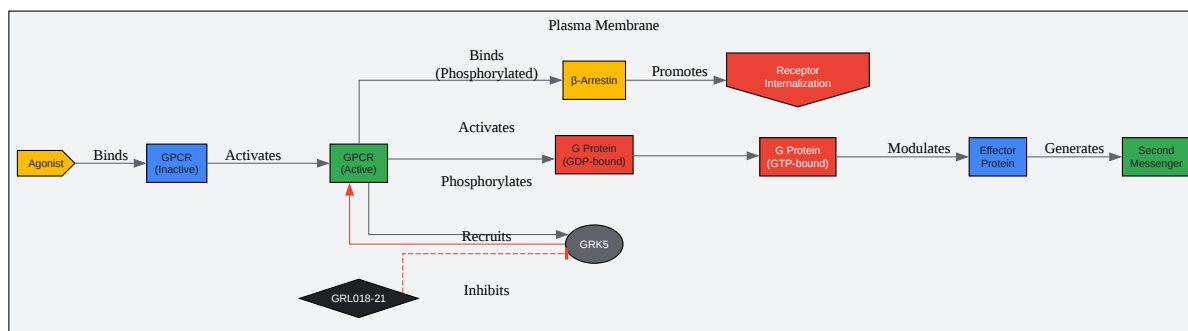 Plasma Membrane
Binds
(Phosphorylated)
β-Arrestin
Promotes
Receptor
Internalization
Agonist
Binds
GPCR
(Inactive)
Activates
GPCR
(Active)
Activates
Phosphorylates
G Protein
(GDP-bound)
G Protein
(GTP-bound)
Modulates
Effector
Protein
Generates
Second
Messenger
Recruits
GRK5
GRL018-21
Inhibits